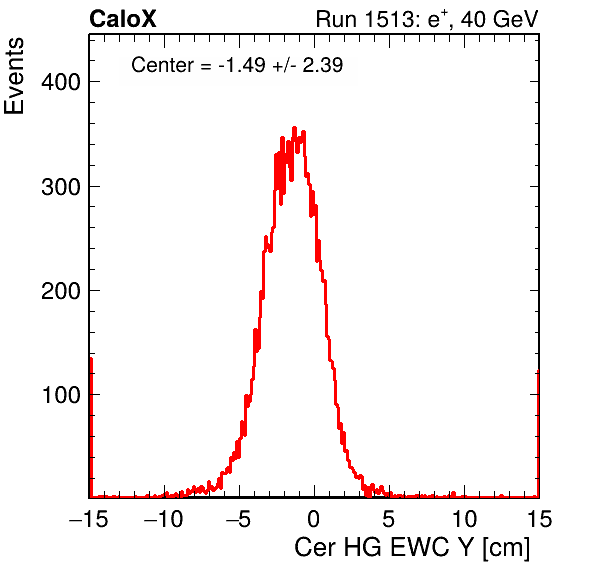 CaloX Run 1513: e⁺, 40 GeV
Center = -1.49 +/- 2.39
Events
400
300
200
100
−15 −10 −5 0 5 10 15
Cer HG EWC Y [cm]